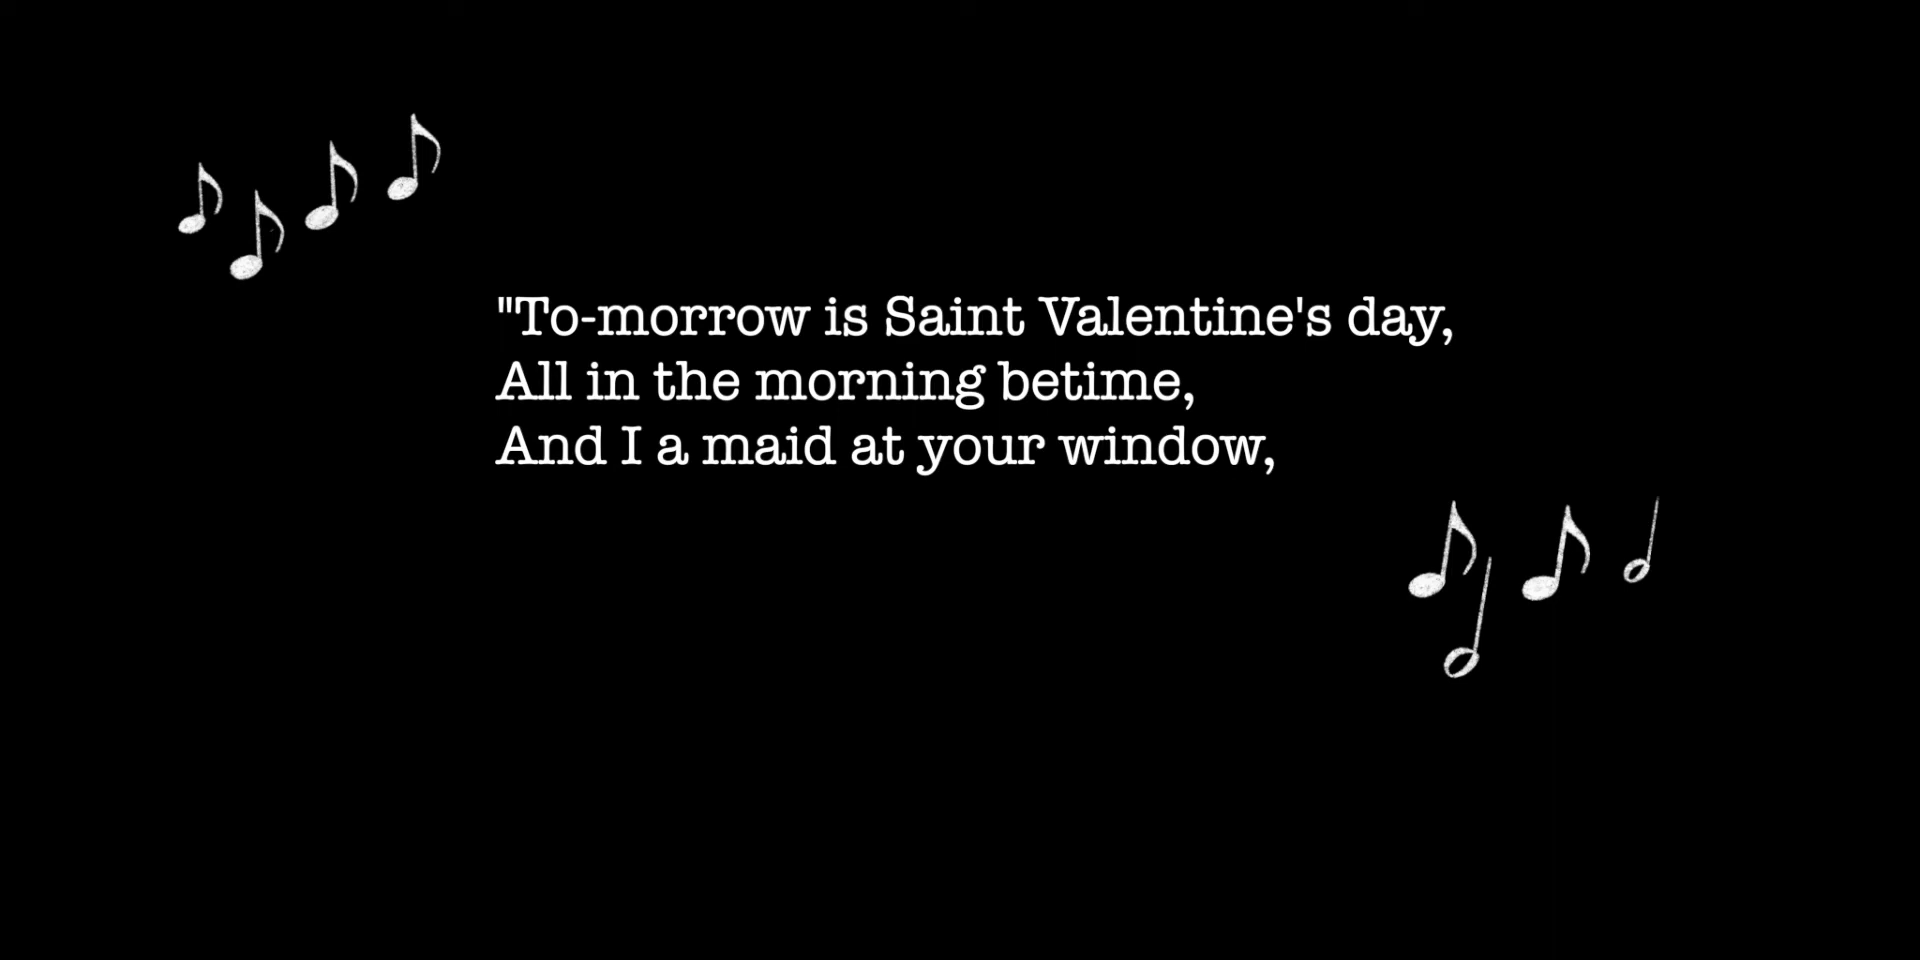 "To-morrow is Saint Valentine's day,
All in the morning betime,
And I a maid at your window,